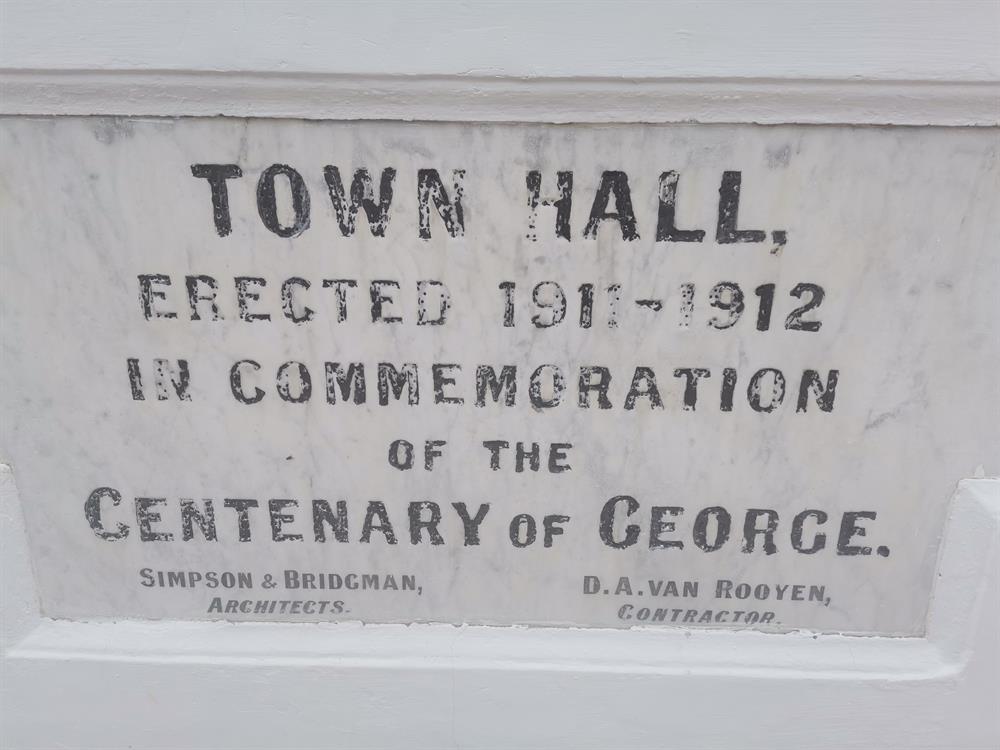 TOWN HALL,
ERECTED 1911-1912
IN COMMEMORATION
OF THE
CENTENARY OF GEORGE.
SIMPSON & BRIDGMAN,
ARCHITECTS.
D.A. VAN ROOYEN,
CONTRACTOR.